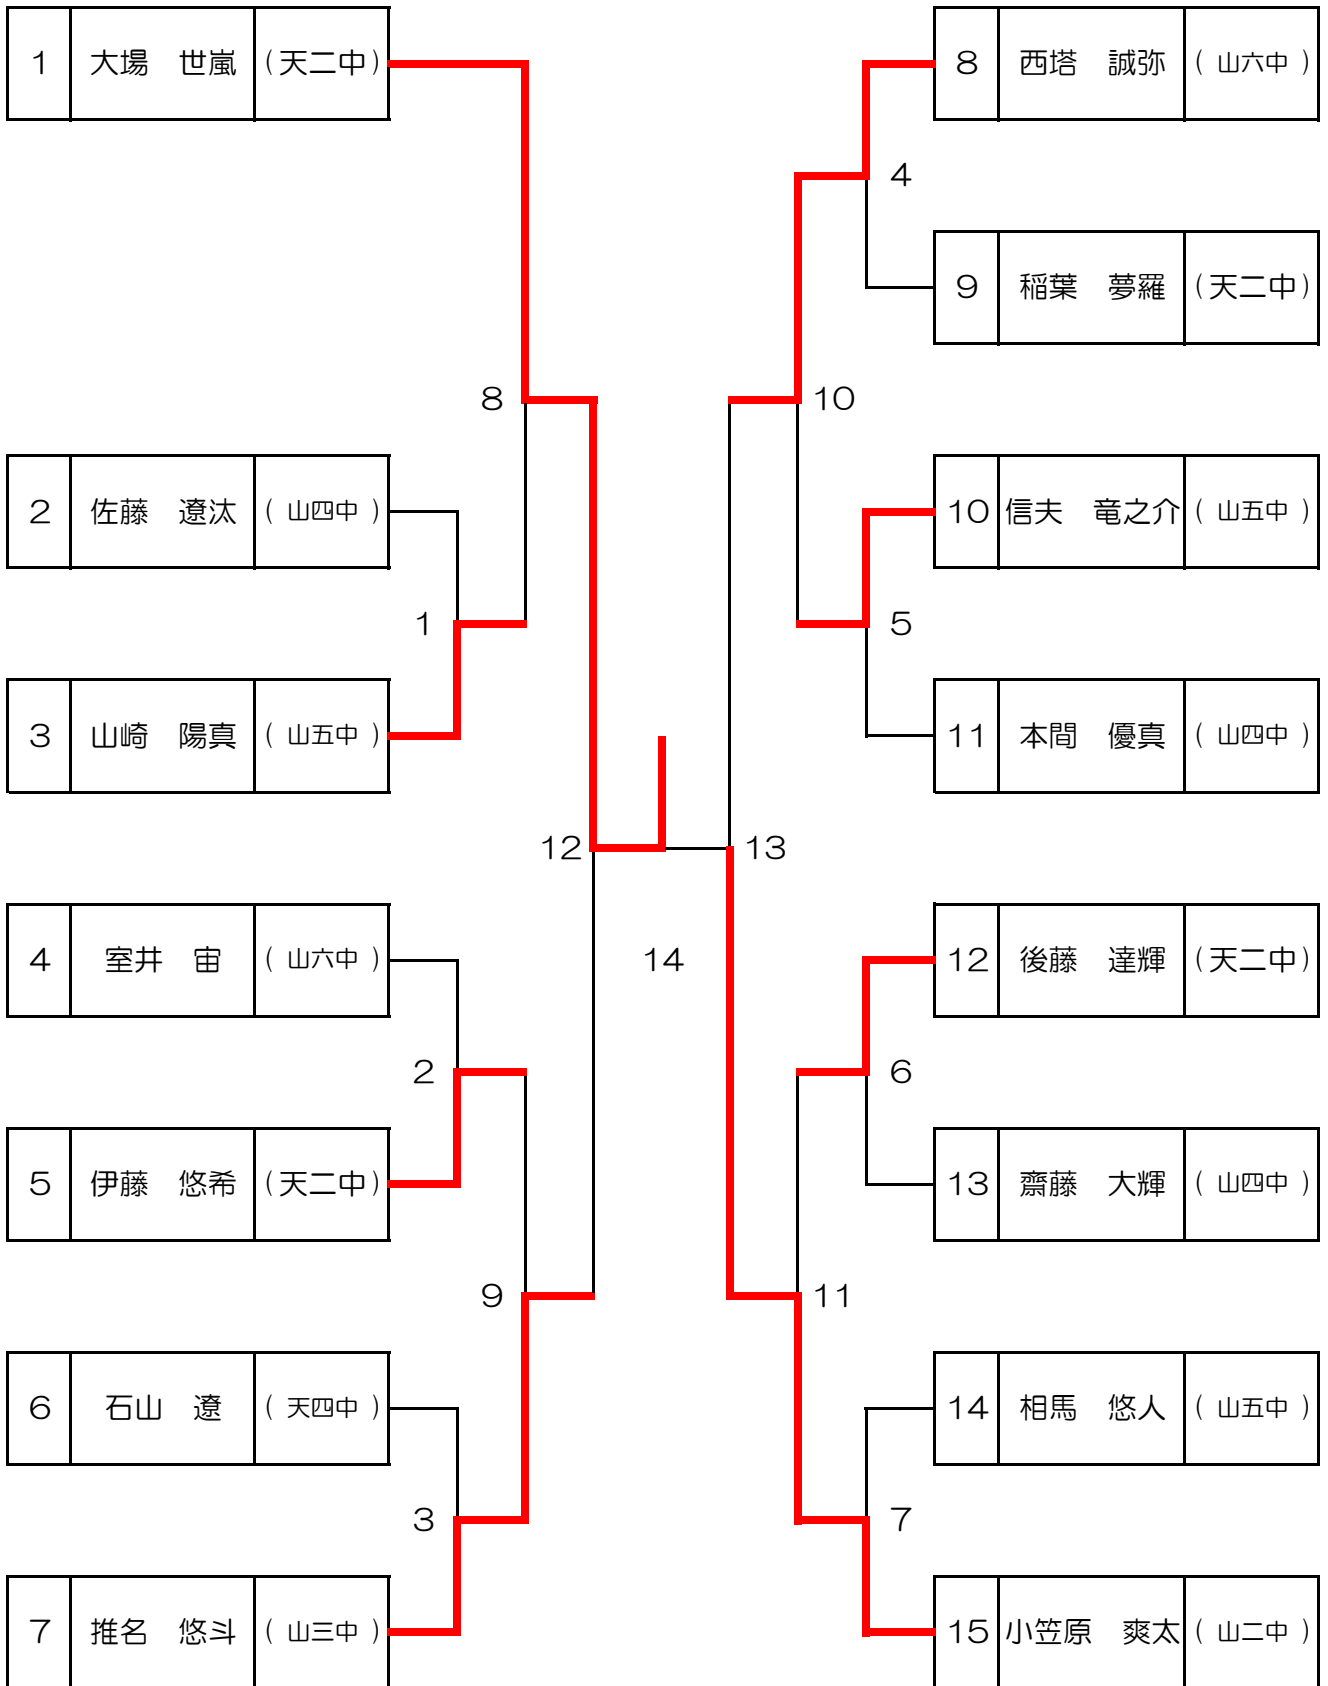 1 大場　世嵐 (天二中)
8
2 佐藤　遼汰 ( 山四中 )
1
3 山崎　陽真 ( 山五中 )
12
4 室井　宙 ( 山六中 )
2
5 伊藤　悠希 (天二中)
9
6 石山　遼 ( 天四中 )
3
7 推名　悠斗 ( 山三中 )
14
8 西塔　誠弥 ( 山六中 )
4
9 稲葉　夢羅 (天二中)
10
10 信夫　竜之介 ( 山五中 )
5
11 本間　優真 ( 山四中 )
13
12 後藤　達輝 (天二中)
6
13 齋藤　大輝 ( 山四中 )
11
14 相馬　悠人 ( 山五中 )
7
15 小笠原　爽太 ( 山二中 )